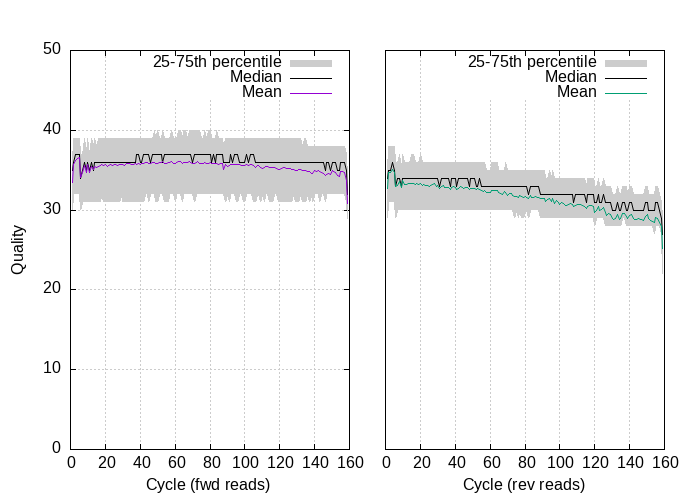 50
40
30
20
10
0
Quality
25-75th percentile
Median
Mean
0 20 40 60 80 100 120 140 160
Cycle (fwd reads)
25-75th percentile
Median
Mean
0 20 40 60 80 100 120 140 160
Cycle (rev reads)